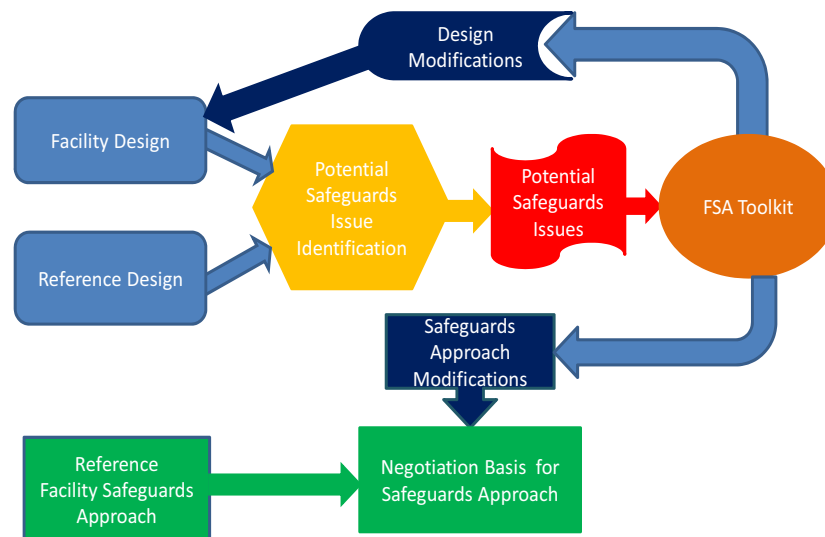 Design
Modifications
Facility Design
Potential
Safeguards
Issue
Identification
Potential
Safeguards
Issues
FSA Toolkit
Reference Design
Safeguards
Approach
Modifications
Reference
Facility Safeguards
Approach
Negotiation Basis for
Safeguards Approach